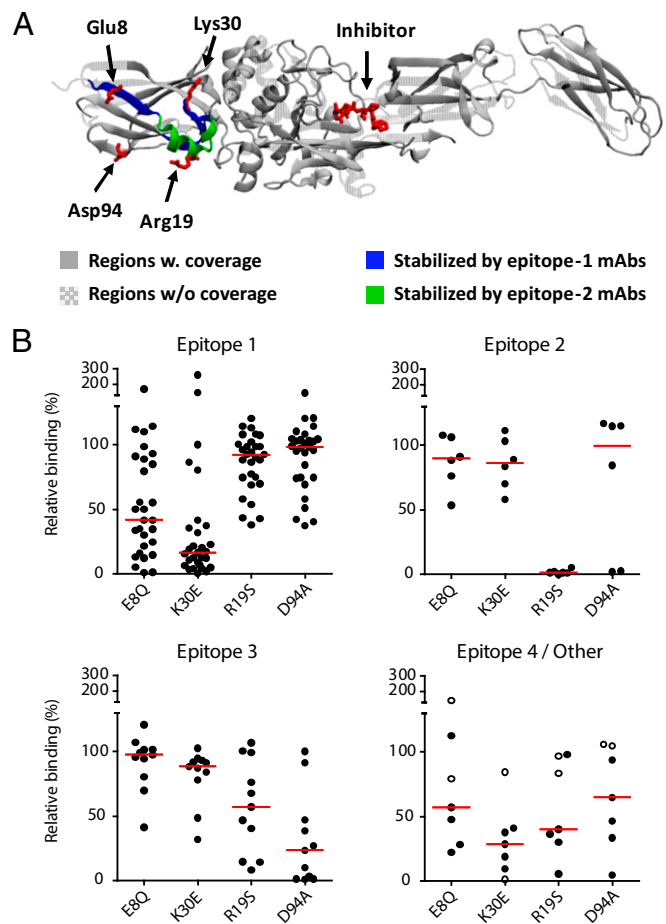 A
Glu8
Lys30
Inhibitor
Asp94
Arg19
Regions w. coverage
Stabilized by epitope-1 mAbs
Regions w/o coverage
Stabilized by epitope-2 mAbs
B
Epitope 1
Epitope 2
Relative binding (%)
300
200
100
50
0
E8Q
K30E
R19S
D94A
300
200
100
50
0
E8Q
K30E
R19S
D94A
Epitope 3
Epitope 4 / Other
Relative binding (%)
300
200
100
50
0
E8Q
K30E
R19S
D94A
300
200
100
50
0
E8Q
K30E
R19S
D94A